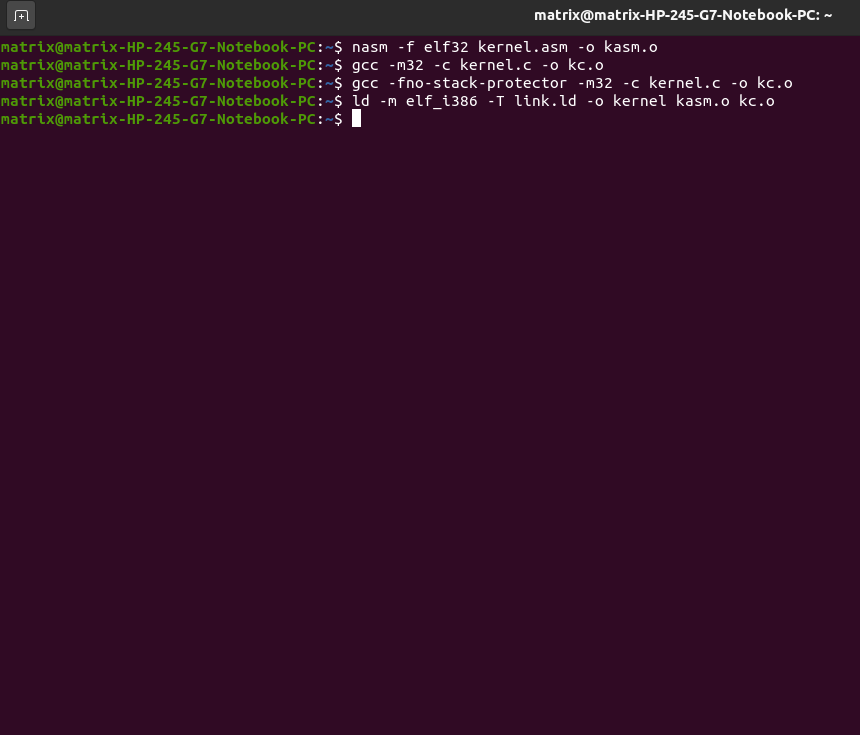 matrix@matrix-HP-245-G7-Notebook-PC: ~
matrix@matrix-HP-245-G7-Notebook-PC:~$ nasm -f elf32 kernel.asm -o kasm.o
matrix@matrix-HP-245-G7-Notebook-PC:~$ gcc -m32 -c kernel.c -o kc.o
matrix@matrix-HP-245-G7-Notebook-PC:~$ gcc -fno-stack-protector -m32 -c kernel.c -o kc.o
matrix@matrix-HP-245-G7-Notebook-PC:~$ ld -m elf_i386 -T link.ld -o kernel kasm.o kc.o
matrix@matrix-HP-245-G7-Notebook-PC:~$